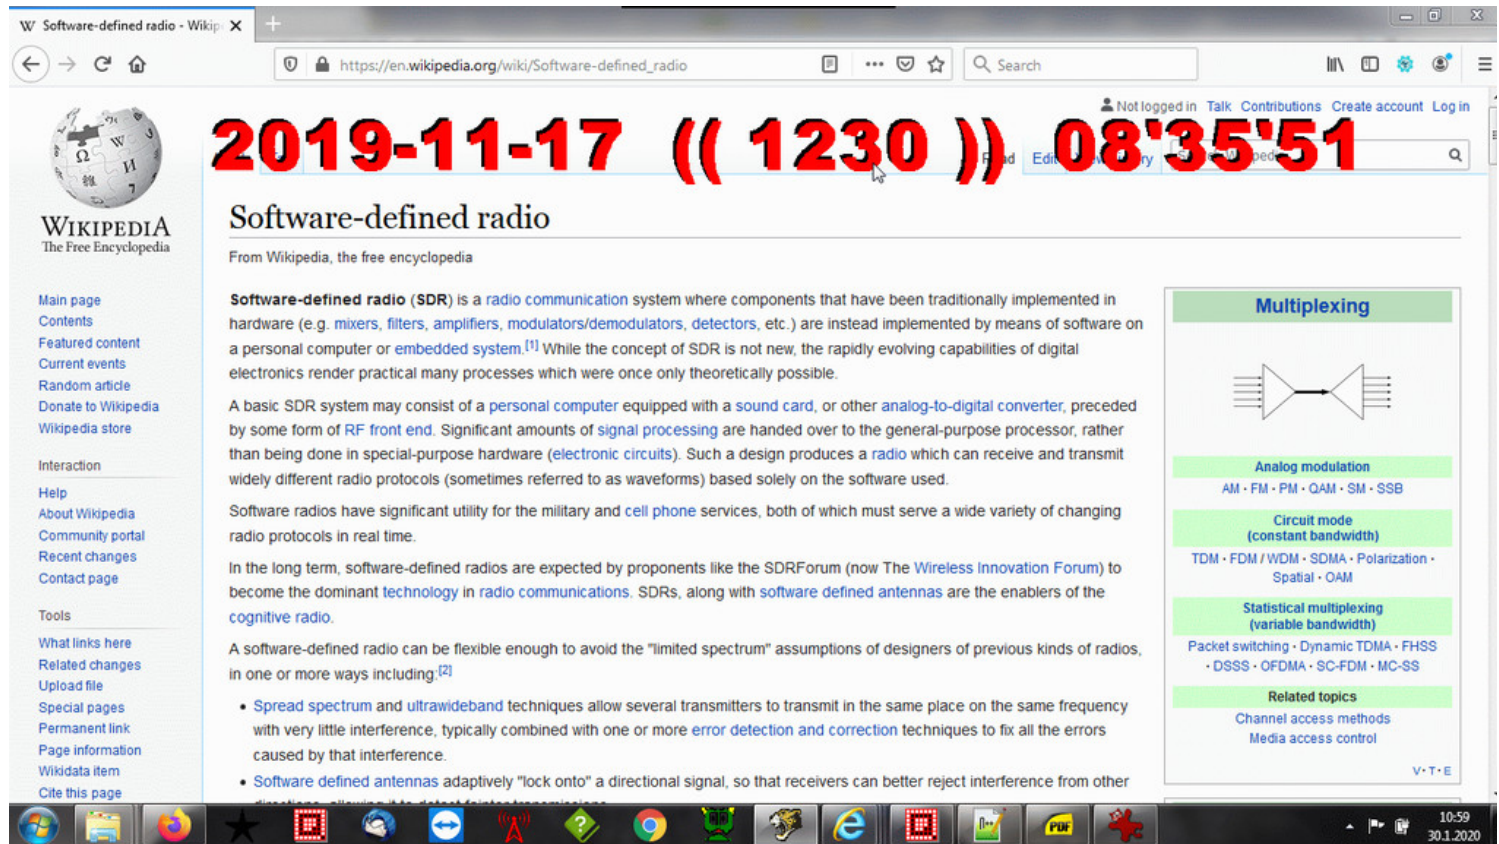 Software-defined radio - Wikip
https://en.wikipedia.org/wiki/Software-defined_radio
Search
Not logged in Talk Contributions Create account Log in
2019-11-17 (( 1230 )) 08'35'51
WIKIPEDIA
The Free Encyclopedia
Main page
Contents
Featured content
Current events
Random article
Donate to Wikipedia
Wikipedia store
Interaction
Help
About Wikipedia
Community portal
Recent changes
Contact page
Tools
What links here
Related changes
Upload file
Special pages
Permanent link
Page information
Wikidata item
Cite this page
Software-defined radio
From Wikipedia, the free encyclopedia
Software-defined radio (SDR) is a radio communication system where components that have been traditionally implemented in
hardware (e.g. mixers, filters, amplifiers, modulators/demodulators, detectors, etc.) are instead implemented by means of software on
a personal computer or embedded system.[1] While the concept of SDR is not new, the rapidly evolving capabilities of digital
electronics render practical many processes which were once only theoretically possible.
A basic SDR system may consist of a personal computer equipped with a sound card, or other analog-to-digital converter, preceded
by some form of RF front end. Significant amounts of signal processing are handed over to the general-purpose processor, rather
than being done in special-purpose hardware (electronic circuits). Such a design produces a radio which can receive and transmit
widely different radio protocols (sometimes referred to as waveforms) based solely on the software used.
Software radios have significant utility for the military and cell phone services, both of which must serve a wide variety of changing
radio protocols in real time.
In the long term, software-defined radios are expected by proponents like the SDRForum (now The Wireless Innovation Forum) to
become the dominant technology in radio communications. SDRs, along with software defined antennas are the enablers of the
cognitive radio.
A software-defined radio can be flexible enough to avoid the "limited spectrum" assumptions of designers of previous kinds of radios,
in one or more ways including:[2]
• Spread spectrum and ultrawideband techniques allow several transmitters to transmit in the same place on the same frequency
with very little interference, typically combined with one or more error detection and correction techniques to fix all the errors
caused by that interference.
• Software defined antennas adaptively "lock onto" a directional signal, so that receivers can better reject interference from other
Multiplexing
Analog modulation
AM • FM • PM • QAM • SM • SSB
Circuit mode
(constant bandwidth)
TDM • FDM / WDM • SDMA • Polarization •
Spatial • OAM
Statistical multiplexing
(variable bandwidth)
Packet switching • Dynamic TDMA • FHSS
• DSSS • OFDMA • SC-FDM • MC-SS
Related topics
Channel access methods
Media access control
V • T • E
PDF
10:59
30.1.2020